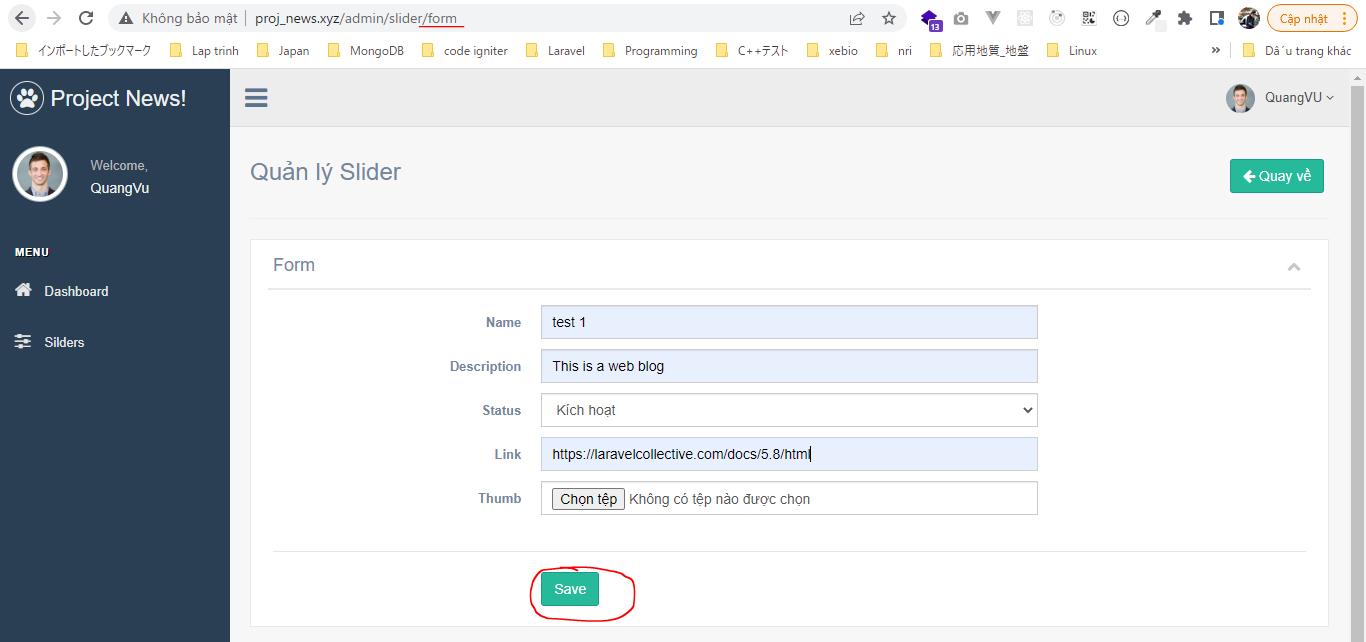 Không bảo mật | proj_news.xyz/admin/slider/form
13
Cập nhật
インポートしたブックマーク Lap trinh Japan MongoDB code igniter Laravel Programming C++テスト xebio nri 応用地質_地盤 Linux » Dấu trang khác
Project News!
QuangVU
Welcome,
QuangVu
Quản lý Slider
Quay về
MENU
Dashboard
Silders
Form
Name test 1
Description This is a web blog
Status Kích hoạt
Link https://laravelcollective.com/docs/5.8/html
Thumb Chọn tệp Không có tệp nào được chọn
Save